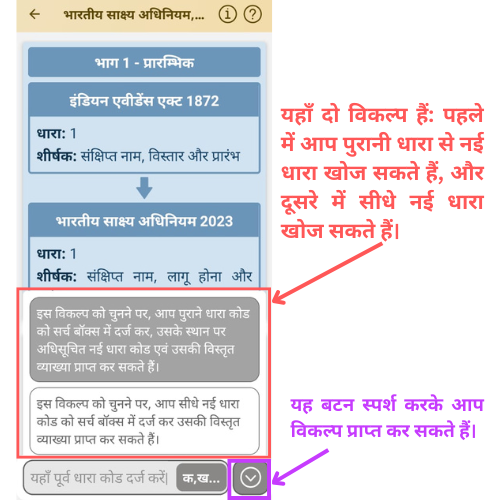 भारतीय साक्ष्य अधिनियम,...
भाग 1 - प्रारम्भिक
इंडियन एवीडेंस एक्ट 1872
धारा: 1
शीर्षक: संक्षिप्त नाम, विस्तार और प्रारंभ
भारतीय साक्ष्य अधिनियम 2023
धारा: 1
शीर्षक: संक्षिप्त नाम, लागू होना और
इस विकल्प को चुनने पर, आप पुराने धारा कोड
को सर्च बॉक्स में दर्ज कर, उसके स्थान पर
अधिसूचित नई धारा कोड एवं उसकी विस्तृत
व्याख्या प्राप्त कर सकते हैं।
इस विकल्प को चुनने पर, आप सीधे नई धारा
कोड को सर्च बॉक्स में दर्ज कर उसकी विस्तृत
व्याख्या प्राप्त कर सकते हैं।
यहाँ पूर्व धारा कोड दर्ज करें
क,ख...
यहाँ दो विकल्प हैं: पहले
में आप पुरानी धारा से नई
धारा खोज सकते हैं, और
दूसरे में सीधे नई धारा
खोज सकते हैं।
यह बटन स्पर्श करके आप
विकल्प प्राप्त कर सकते हैं।